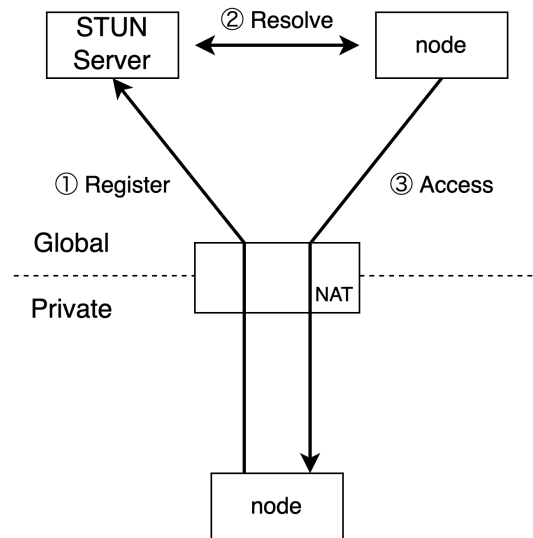 STUN
Server
② Resolve
node
① Register
③ Access
Global
NAT
Private
node